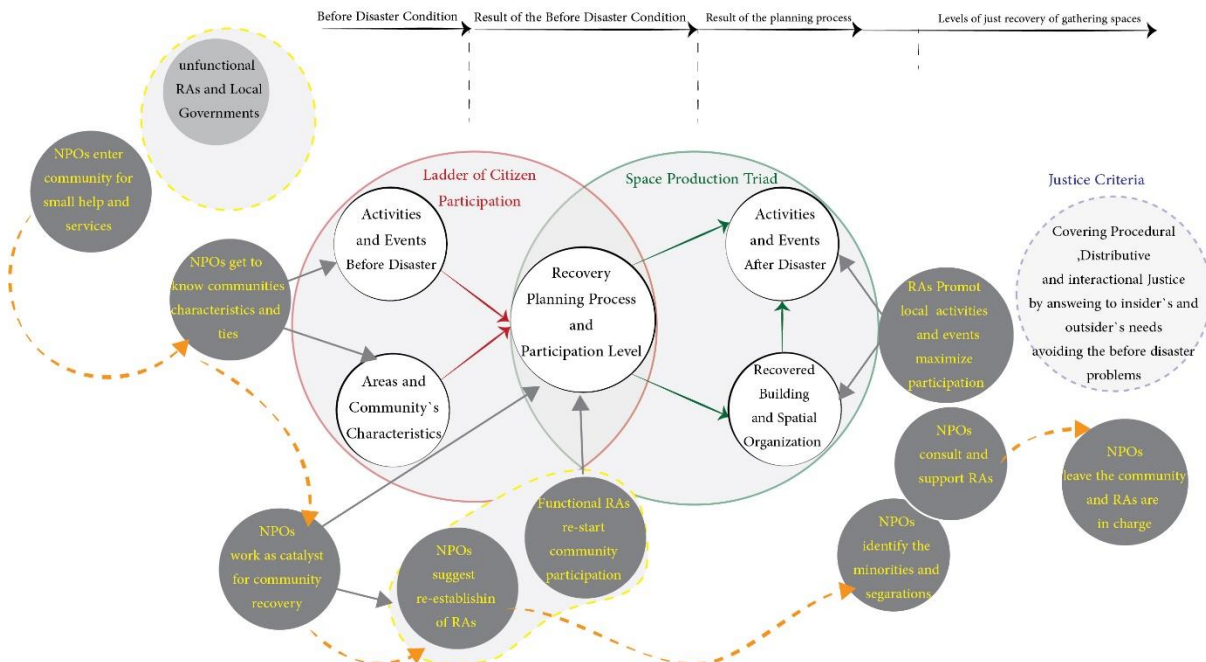 Before Disaster Condition
Result of the Before Disaster Condition
Result of the planning process
Levels of just recovery of gathering spaces
unfunctional
RAs and Local
Governments
NPOs enter
community for
small help and
services
Ladder of Citizen
Participation
Space Production Triad
Justice Criteria
Activities
and Events
Before Disaster
Activities
and Events
After Disaster
Covering Procedural
,Distributive
and interactional Justice
by answeing to insider`s and
outsider`s needs
avoiding the before disaster
problems
NPOs get to
know communities
characteristics and
ties
Recovery
Planning Process
and
Participation Level
RAs Promot
local activities
and events
maximize
participation
Areas and
Community`s
Characteristics
Recovered
Building
and Spatial
Organization
NPOs
consult and
support RAs
NPOs
leave the community
and RAs are
in charge
Functional RAs
re-start
community
participation
NPOs
work as catalyst
for community
recovery
NPOs
suggest
re-establishin
of RAs
NPOs
identify the
minorities and
segarations